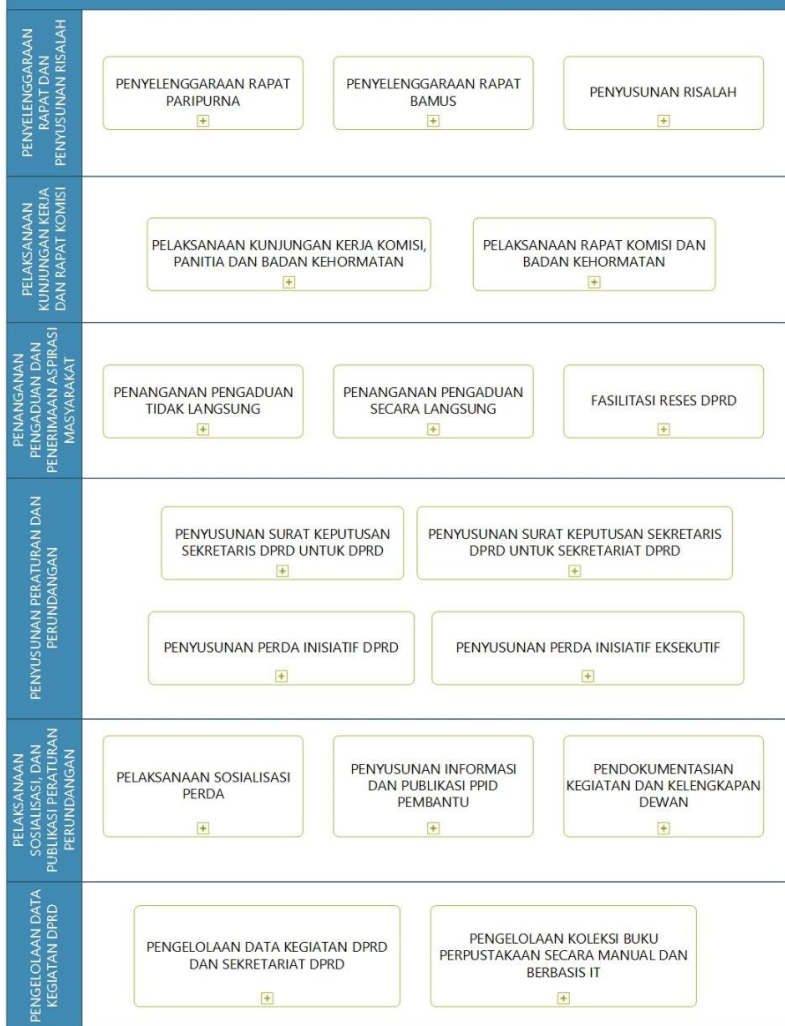 PENYELENGGARAAN
RAPAT DAN
PENYUSUNAN RISALAH
PENYELENGGARAAN RAPAT
PARIPURNA
PENYELENGGARAAN RAPAT
BAMUS
PENYUSUNAN RISALAH
PELAKSANAAN
KUNJUNGAN KERJA
DAN RAPAT KOMISI
PELAKSANAAN KUNJUNGAN KERJA KOMISI,
PANITIA DAN BADAN KEHORMATAN
PELAKSANAAN RAPAT KOMISI DAN
BADAN KEHORMATAN
PENANGANAN
PENGADUAN DAN
PENERIMAAN ASPIRASI
MASYARAKAT
PENANGANAN PENGADUAN
TIDAK LANGSUNG
PENANGANAN PENGADUAN
SECARA LANGSUNG
FASILITASI RESES DPRD
PENYUSUNAN PERATURAN DAN
PERUNDANGAN
PENYUSUNAN SURAT KEPUTUSAN
SEKRETARIS DPRD UNTUK DPRD
PENYUSUNAN SURAT KEPUTUSAN SEKRETARIS
DPRD UNTUK SEKRETARIAT DPRD
PENYUSUNAN PERDA INISIATIF DPRD
PENYUSUNAN PERDA INISIATIF EKSEKUTIF
PELAKSANAAN
SOSIALISASI, DAN
PUBLIKASI PERATURAN
PERUNDANGAN
PELAKSANAAN SOSIALISASI
PERDA
PENYUSUNAN INFORMASI
DAN PUBLIKASI PPID
PEMBANTU
PENDOKUMENTASIAN
KEGIATAN DAN KELENGKAPAN
DEWAN
PENGELOLAAN DATA
KEGIATAN DPRD
PENGELOLAAN DATA KEGIATAN DPRD
DAN SEKRETARIAT DPRD
PENGELOLAAN KOLEKSI BUKU
PERPUSTAKAAN SECARA MANUAL DAN
BERBASIS IT